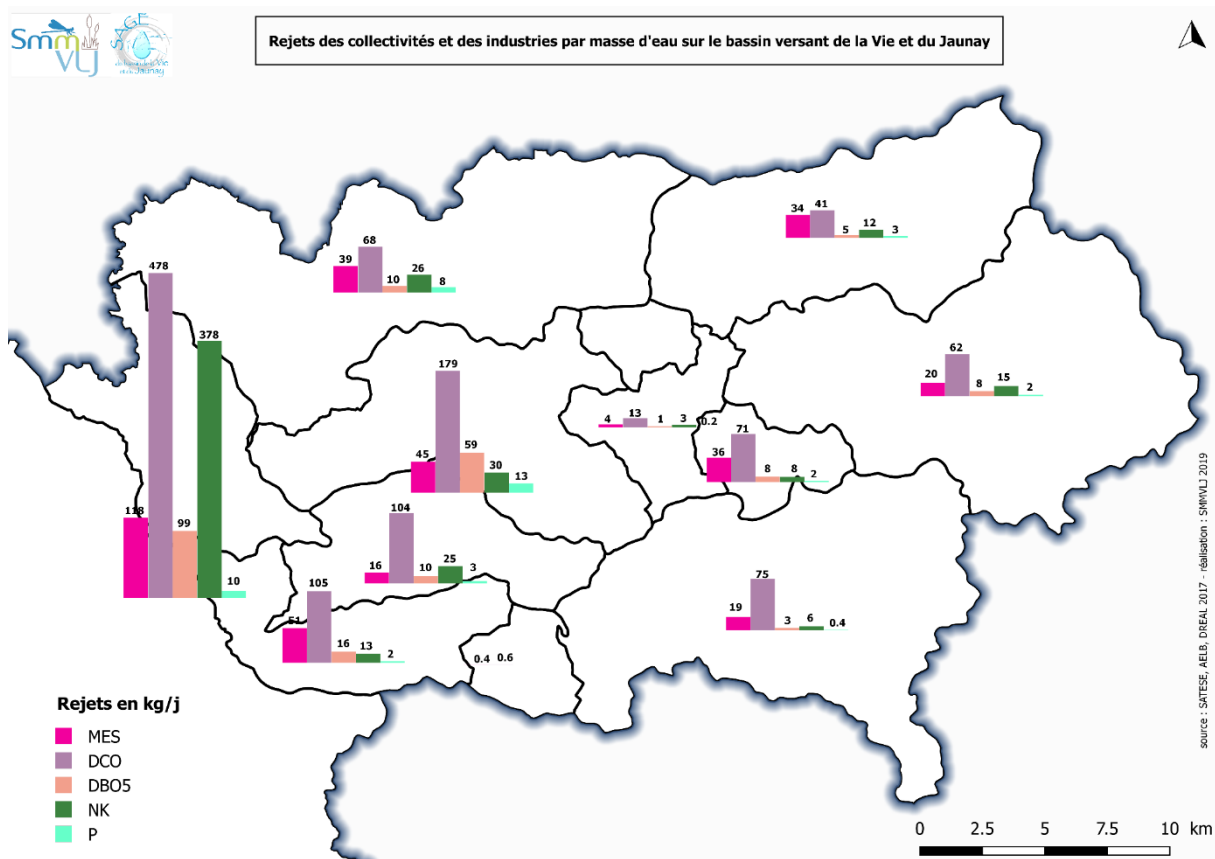 Smm
VLJ
SAGE
Rejets des collectivités et des industries par masse d'eau sur le bassin versant de la Vie et du Jaunay
34 41 5 12 3
39 68 10 26 8
478
378
118 99 10
179
45 59 30 13
4 13 1 3 0.2
20 62 8 15 2
36 71 8 8 2
16 104 10 25 3
51 105 16 13 2
19 75 3 6 0.4
0.4 0.6
Rejets en kg/j
MES
DCO
DBO5
NK
P
0 2.5 5 7.5 10 km
source : SATESE, AELB, DREAL 2017 - réalisation : SMMVLJ 2019